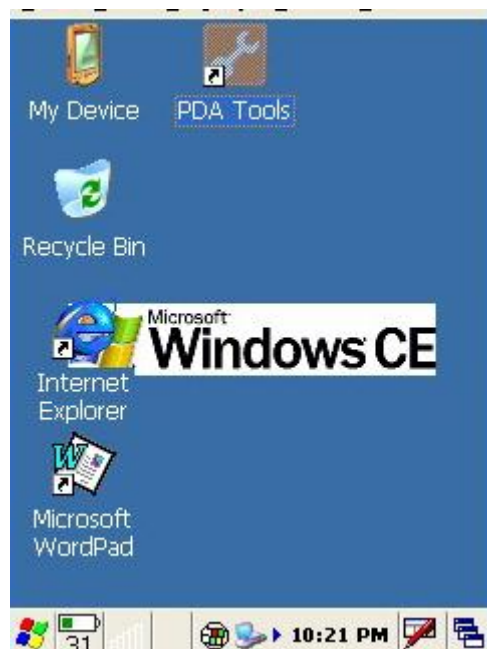 My Device
PDA Tools
Recycle Bin
Microsoft
Windows CE
Internet
Explorer
W
Microsoft
WordPad
31
10:21 PM